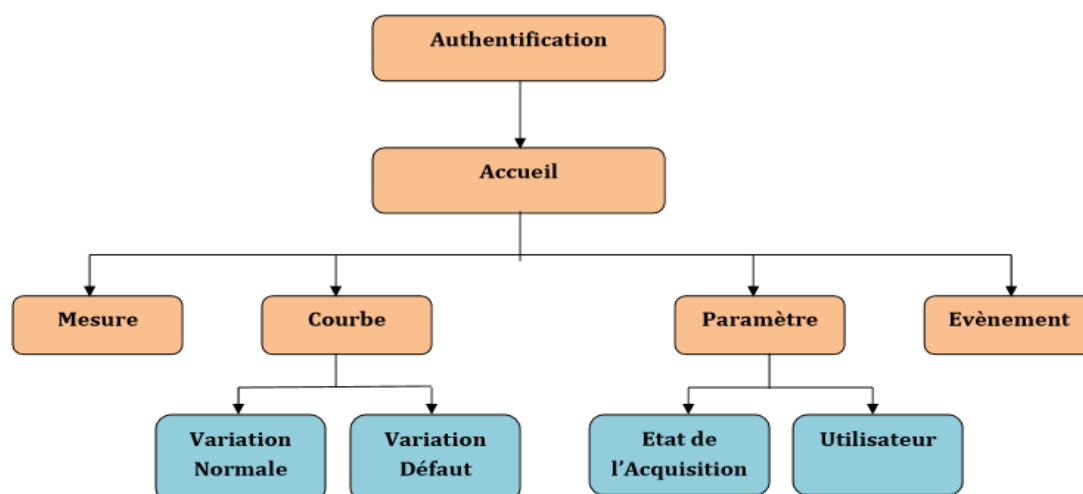 Authentification
Accueil
Mesure
Courbe
Paramètre
Evènement
Variation
Normale
Variation
Défaut
Etat de
l'Acquisition
Utilisateur